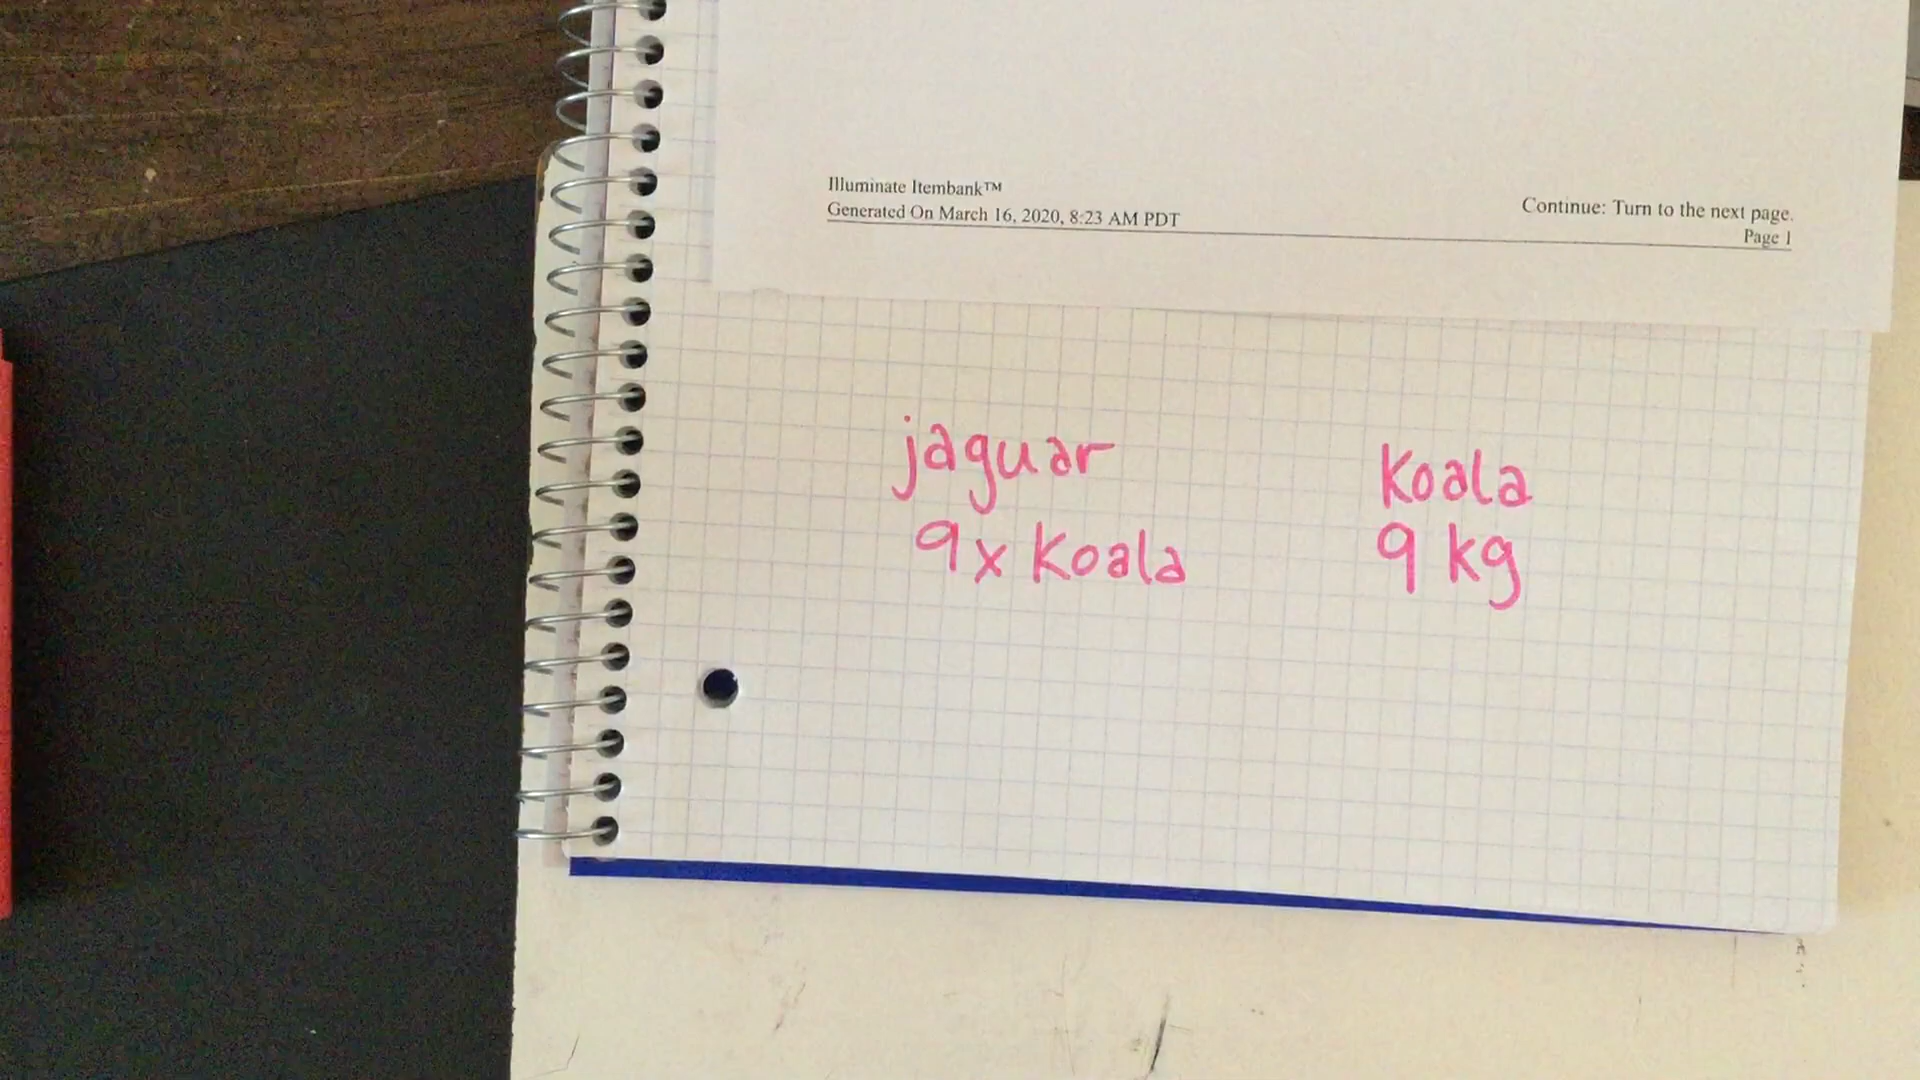 Illuminate Itembank™
Generated On March 16, 2020, 8:23 AM PDT
Continue: Turn to the next page.
Page 1
jaguar
9x Koala
Koala
9 kg